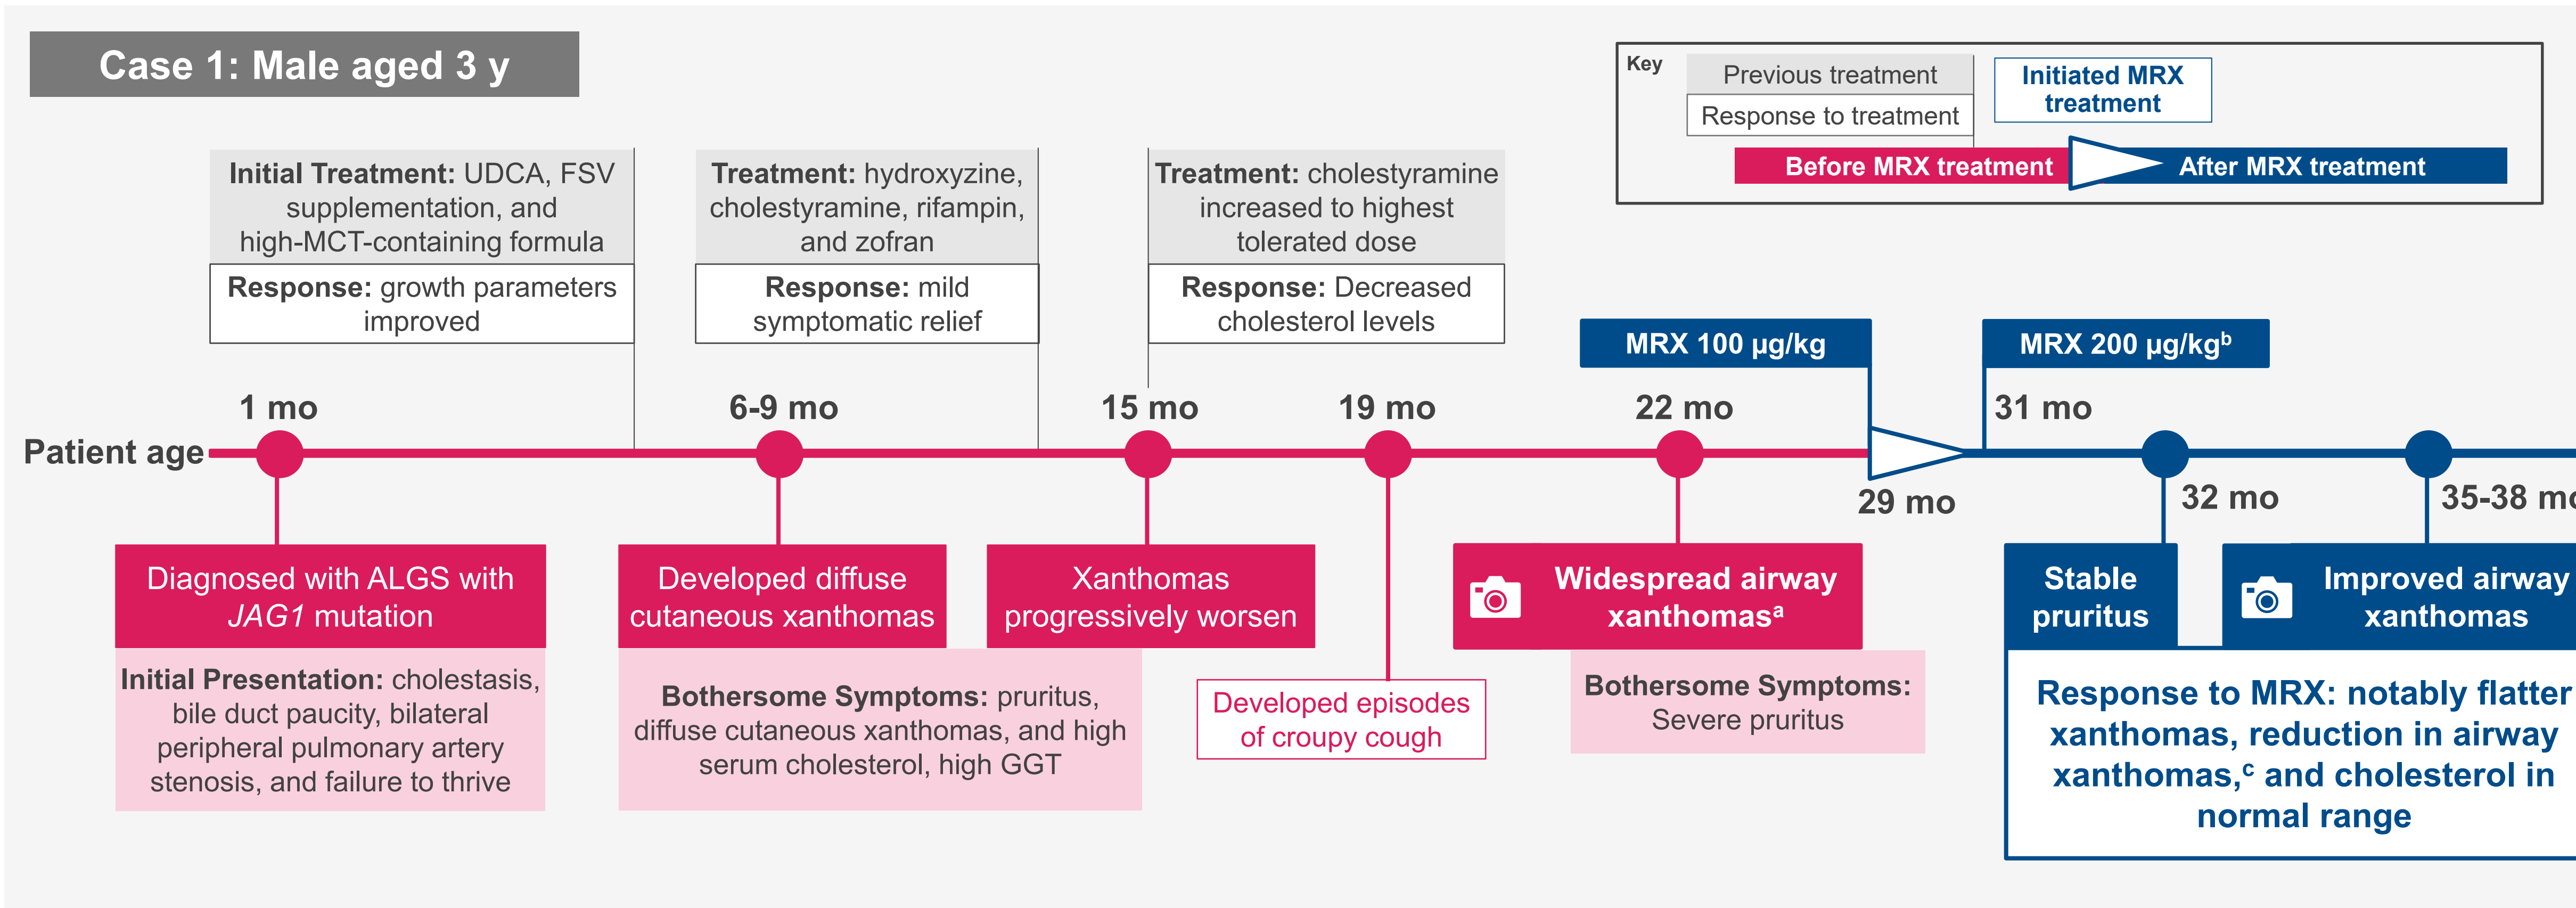 Case 1: Male aged 3 y
Key
Previous treatment
Response to treatment
Initiated MRX
treatment
Before MRX treatment
After MRX treatment
Initial Treatment: UDCA, FSV
supplementation, and
high-MCT-containing formula
Response: growth parameters
improved
Treatment: hydroxyzine,
cholestyramine, rifampin,
and zofran
Response: mild
symptomatic relief
Treatment: cholestyramine
increased to highest
tolerated dose
Response: Decreased
cholesterol levels
MRX 100 µg/kg
MRX 200 µg/kgᵇ
Patient age
1 mo
6-9 mo
15 mo
19 mo
22 mo
29 mo
31 mo
32 mo
35-38 mo
Diagnosed with ALGS with
JAG1 mutation
Initial Presentation: cholestasis,
bile duct paucity, bilateral
peripheral pulmonary artery
stenosis, and failure to thrive
Developed diffuse
cutaneous xanthomas
Xanthomas
progressively worsen
Bothersome Symptoms: pruritus,
diffuse cutaneous xanthomas, and high
serum cholesterol, high GGT
Developed episodes
of croupy cough
Widespread airway
xanthomasᵃ
Bothersome Symptoms:
Severe pruritus
Stable
pruritus
Improved airway
xanthomas
Response to MRX: notably flatter
xanthomas, reduction in airway
xanthomas,ᶜ and cholesterol in
normal range